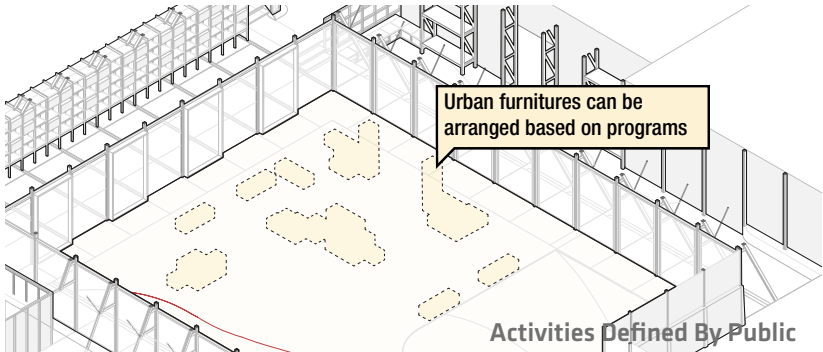 Urban furnitures can be
arranged based on programs
Activities Defined By Public